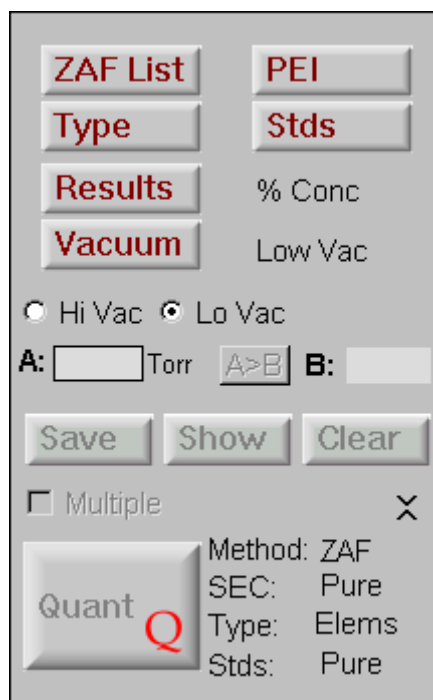 ZAF List PEI
Type Stds
Results % Conc
Vacuum Low Vac
Hi Vac Lo Vac
A: Torr A>B B:
Save Show Clear
Multiple
Quant Q
Method: ZAF
SEC: Pure
Type: Elems
Stds: Pure